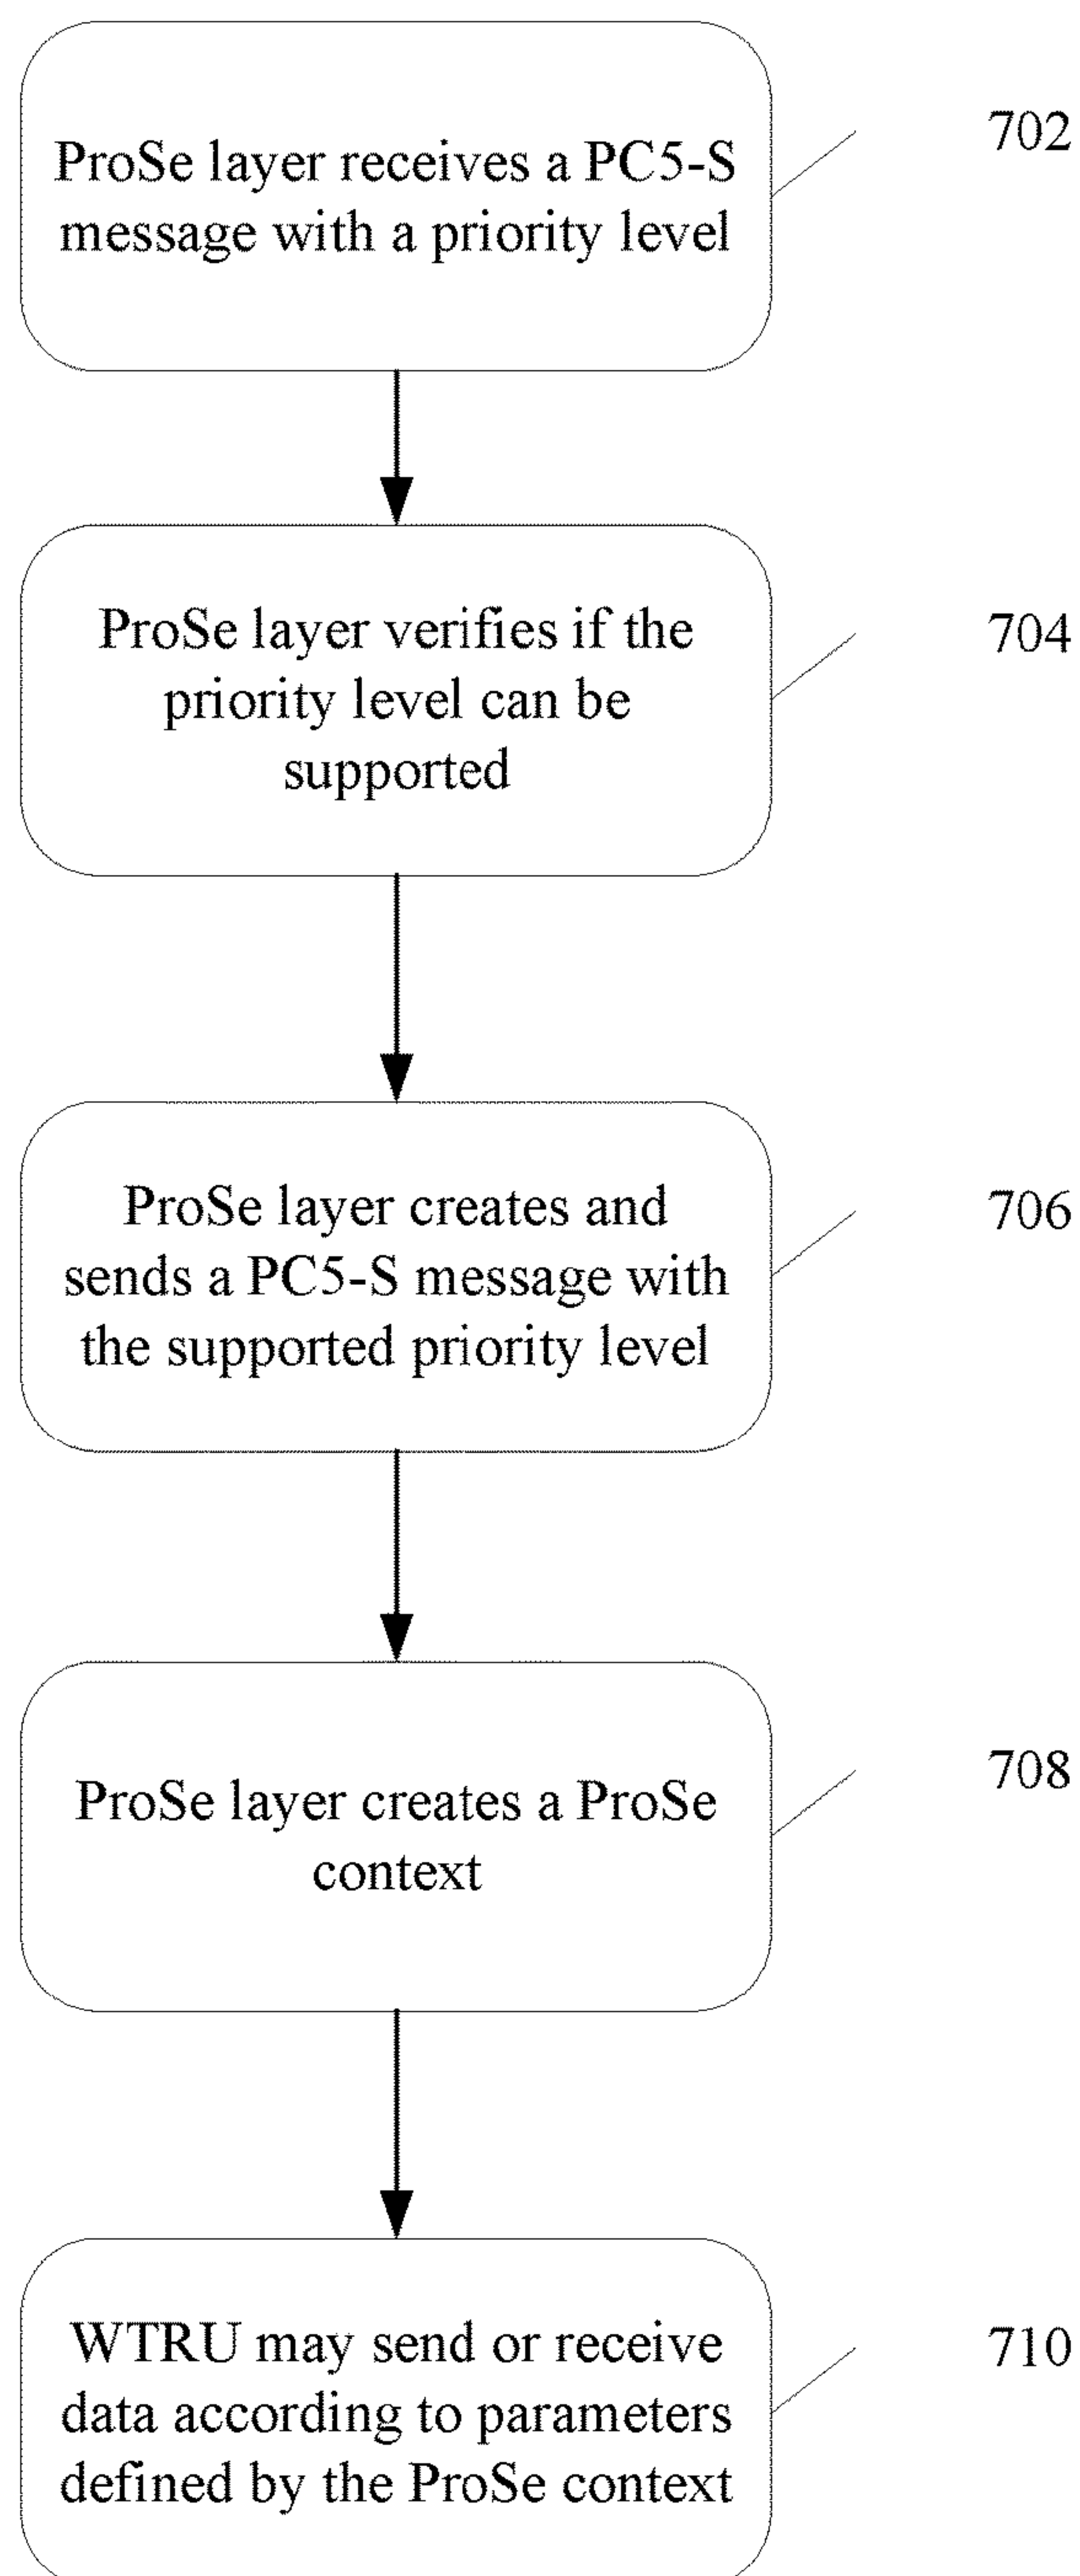 ProSe layer receives a PC5-S
message with a priority level
702
ProSe layer verifies if the
priority level can be
supported
704
ProSe layer creates and
sends a PC5-S message with
the supported priority level
706
ProSe layer creates a ProSe
context
708
WTRU may send or receive
data according to parameters
defined by the ProSe context
710